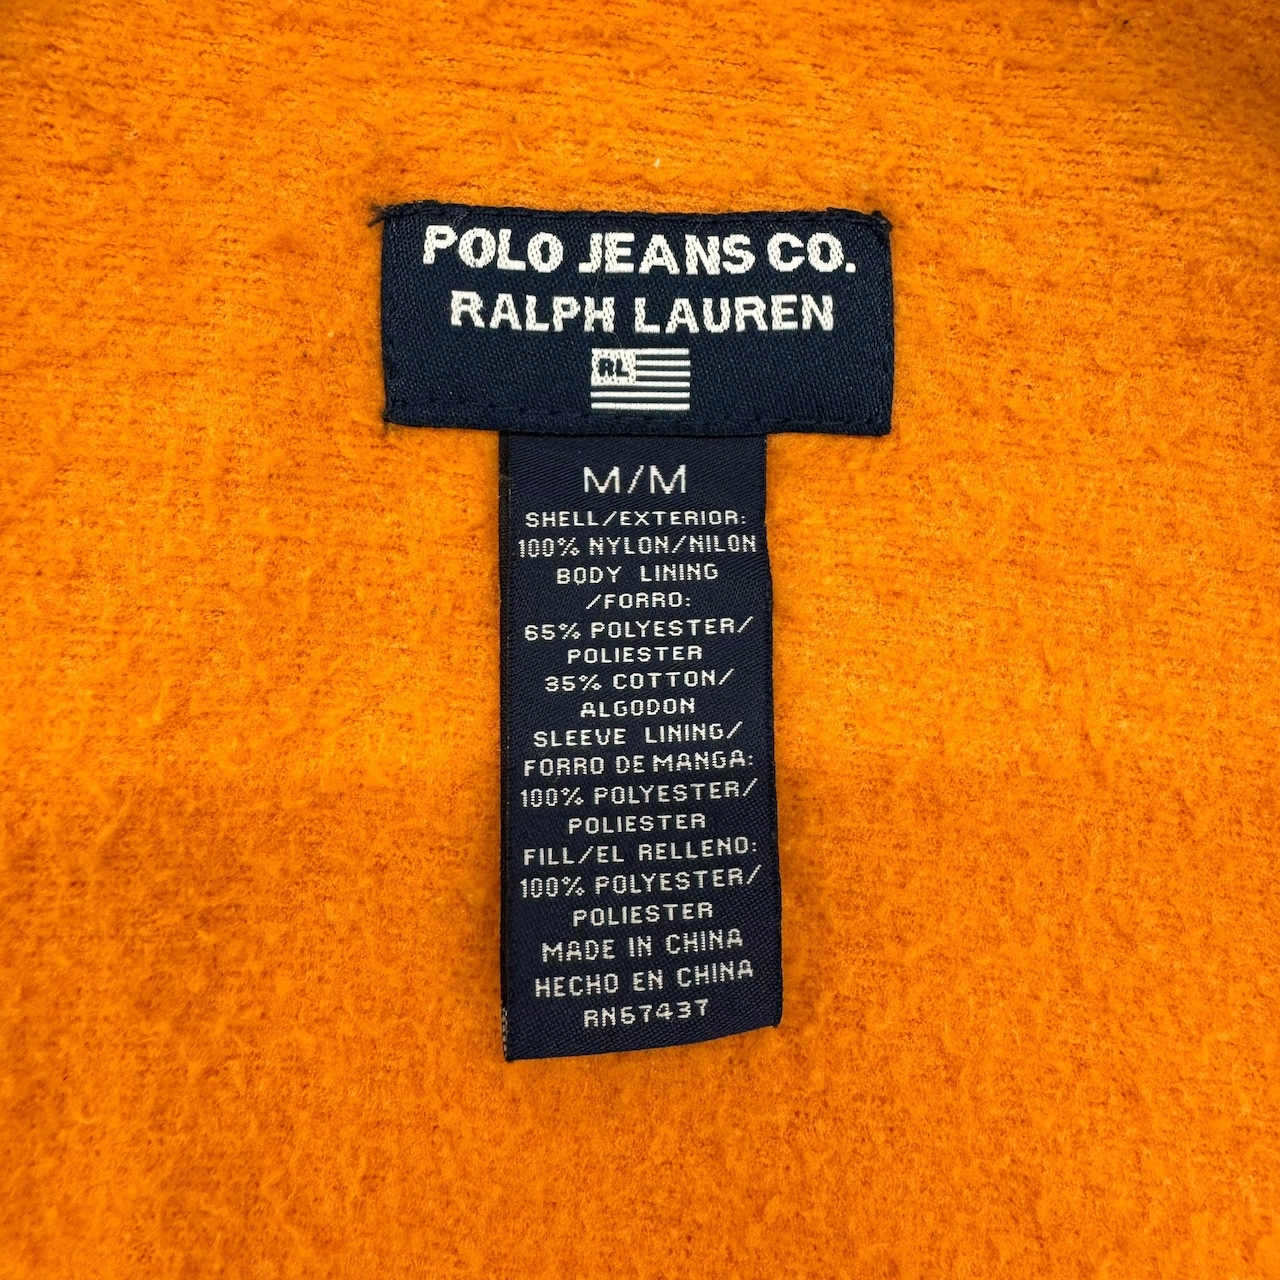 POLO JEANS CO.
RALPH LAUREN
RL
M/M
SHELL/EXTERIOR:
100% NYLON/NILON
BODY LINING
/FORRO:
65% POLYESTER/
POLIESTER
35% COTTON/
ALGODON
SLEEVE LINING/
FORRO DE MANGA:
100% POLYESTER/
POLIESTER
FILL/EL RELLENO:
100% POLYESTER/
POLIESTER
MADE IN CHINA
HECHO EN CHINA
RN67437